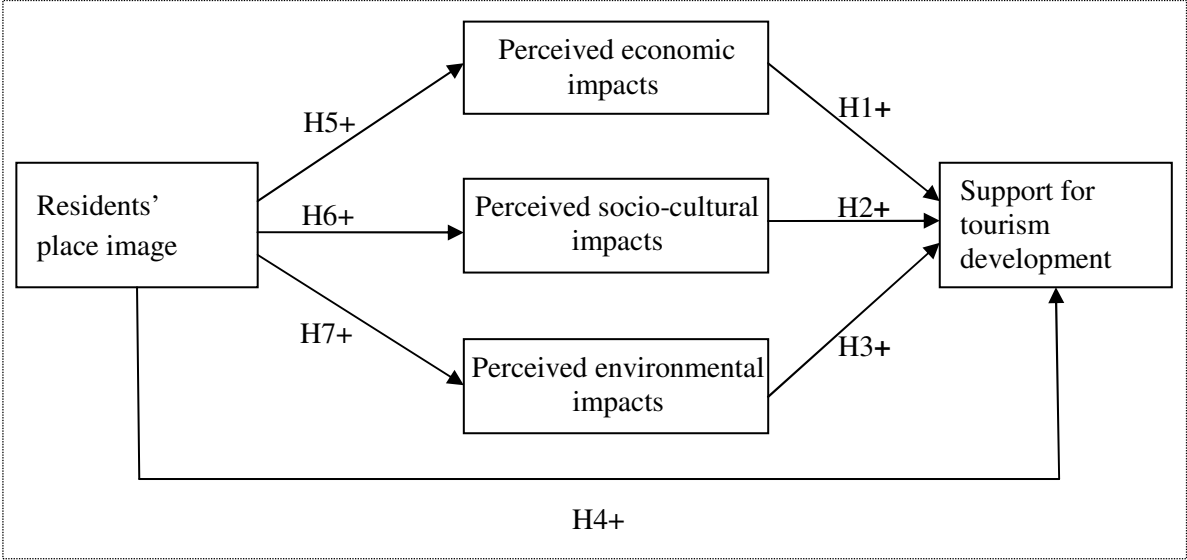 Perceived economic
impacts
H5+
H1+
Residents’
place image
H6+
Perceived socio-cultural
impacts
H2+
Support for
tourism
development
H7+
Perceived environmental
impacts
H3+
H4+